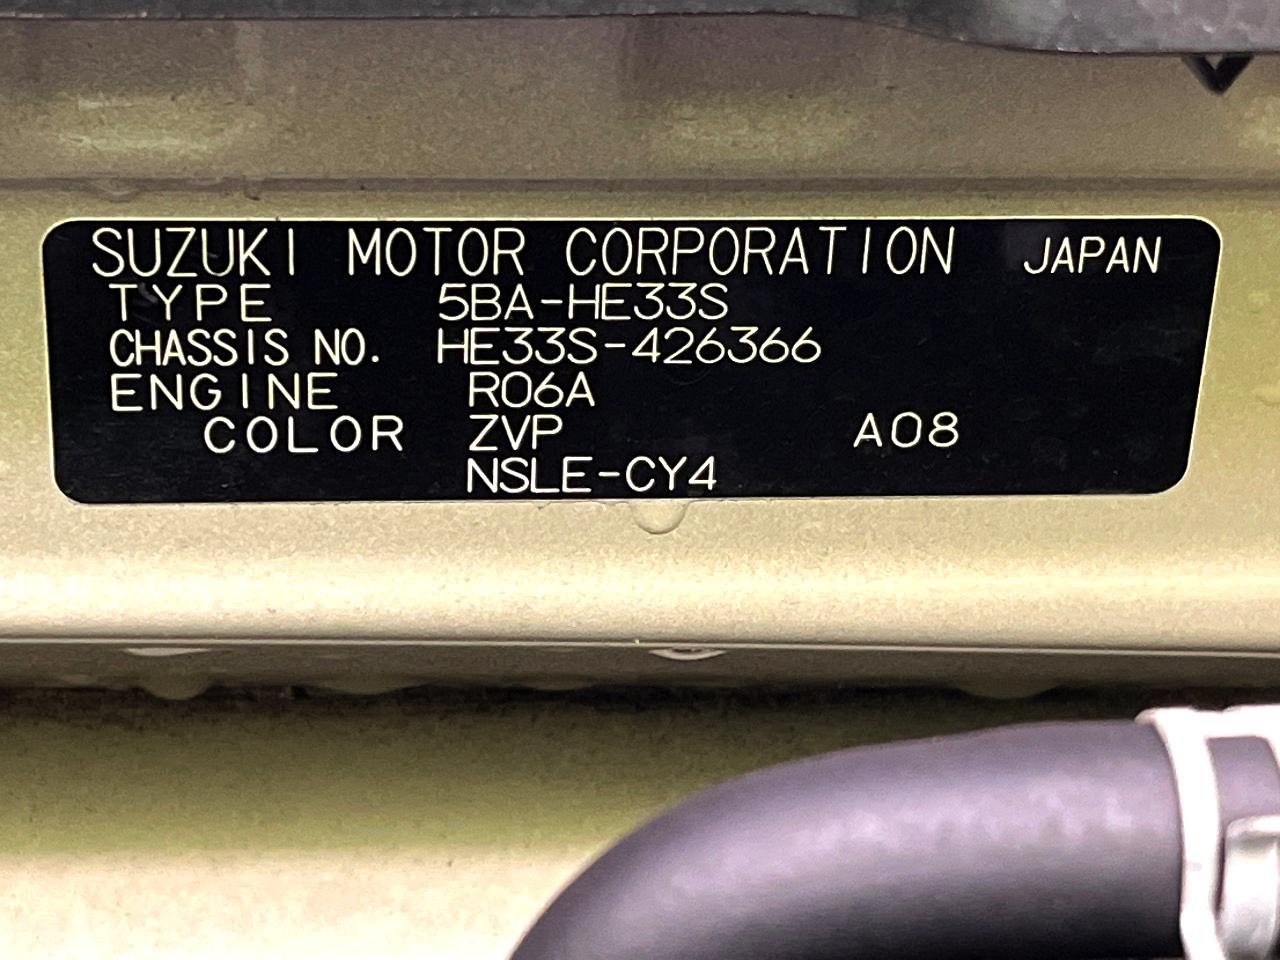 SUZUKI MOTOR CORPORATION JAPAN
TYPE 5BA-HE33S
CHASSIS NO. HE33S-426366
ENGINE R06A
COLOR ZVP A08
NSLE-CY4